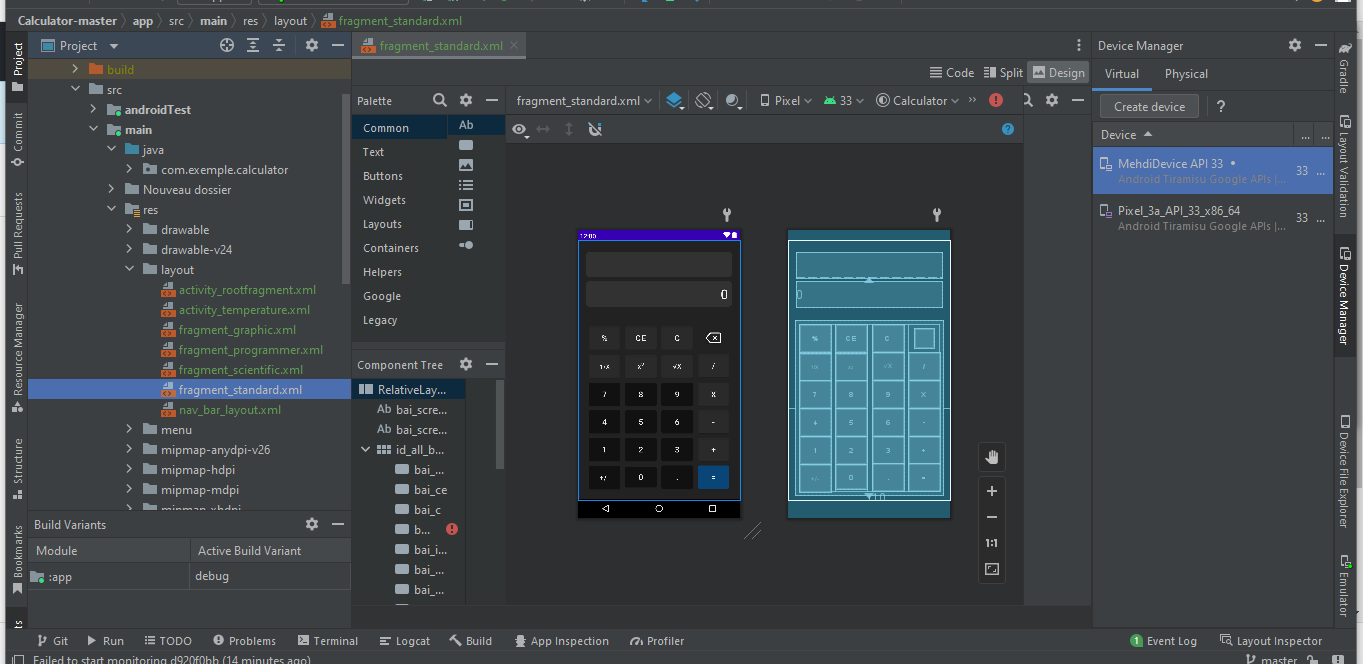 Calculator-master app src main res layout fragment_standard.xml
Project
Commit
Pull Requests
Resource Manager
Structure
Bookmarks
Project
build
src
androidTest
main
java
com.exemple.calculator
Nouveau dossier
res
drawable
drawable-v24
layout
activity_rootfragment.xml
activity_temperature.xml
fragment_graphic.xml
fragment_programmer.xml
fragment_scientific.xml
fragment_standard.xml
nav_bar_layout.xml
menu
mipmap-anydpi-v26
mipmap-hdpi
mipmap-mdpi
mipmap-xhdpi
Build Variants
Module Active Build Variant
:app debug
fragment_standard.xml
Code Split Design
Palette
Common Ab
Text
Buttons
Widgets
Layouts
Containers
Helpers
Google
Legacy
fragment_standard.xml Pixel 33 Calculator »
?
Component Tree
RelativeLay...
Ab bai_scre...
Ab bai_scre...
id_all_b...
bai_...
bai_ce
bai_c
b...
bai_i...
bai_...
bai_...
12:00
0
% CE C
1/X X² √X /
7 8 9 X
4 5 6 -
1 2 3 +
+/- 0 . =
0
% CE C
1/X √X /
7 8 9 X
4 5 6 -
1 2 3 +
+/- 0 . =
1:1
Device Manager
Virtual Physical
Create device ?
Device ... ...
MehdiDevice API 33 • 33 ...
Android Tiramisu Google APIs |...
Pixel_3a_API_33_x86_64 33 ...
Android Tiramisu Google APIs |...
Gradle
Layout Validation
Device Manager
Device File Explorer
Emulator
Git Run TODO Problems Terminal Logcat Build App Inspection Profiler 1 Event Log Layout Inspector
Failed to start monitoring d920f0bb (14 minutes ago) master